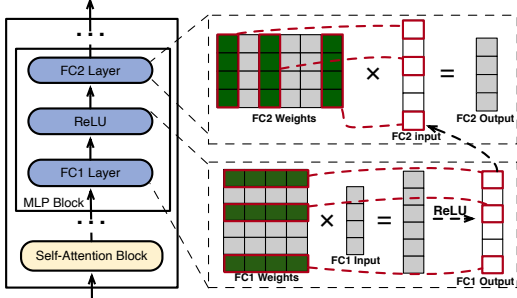 ...
FC2 Layer
ReLU
FC1 Layer
MLP Block
...
Self-Attention Block
×
=
FC2 Weights
FC2 input
FC2 Output
×
=
ReLU
FC1 Input
FC1 Weights
FC1 Output